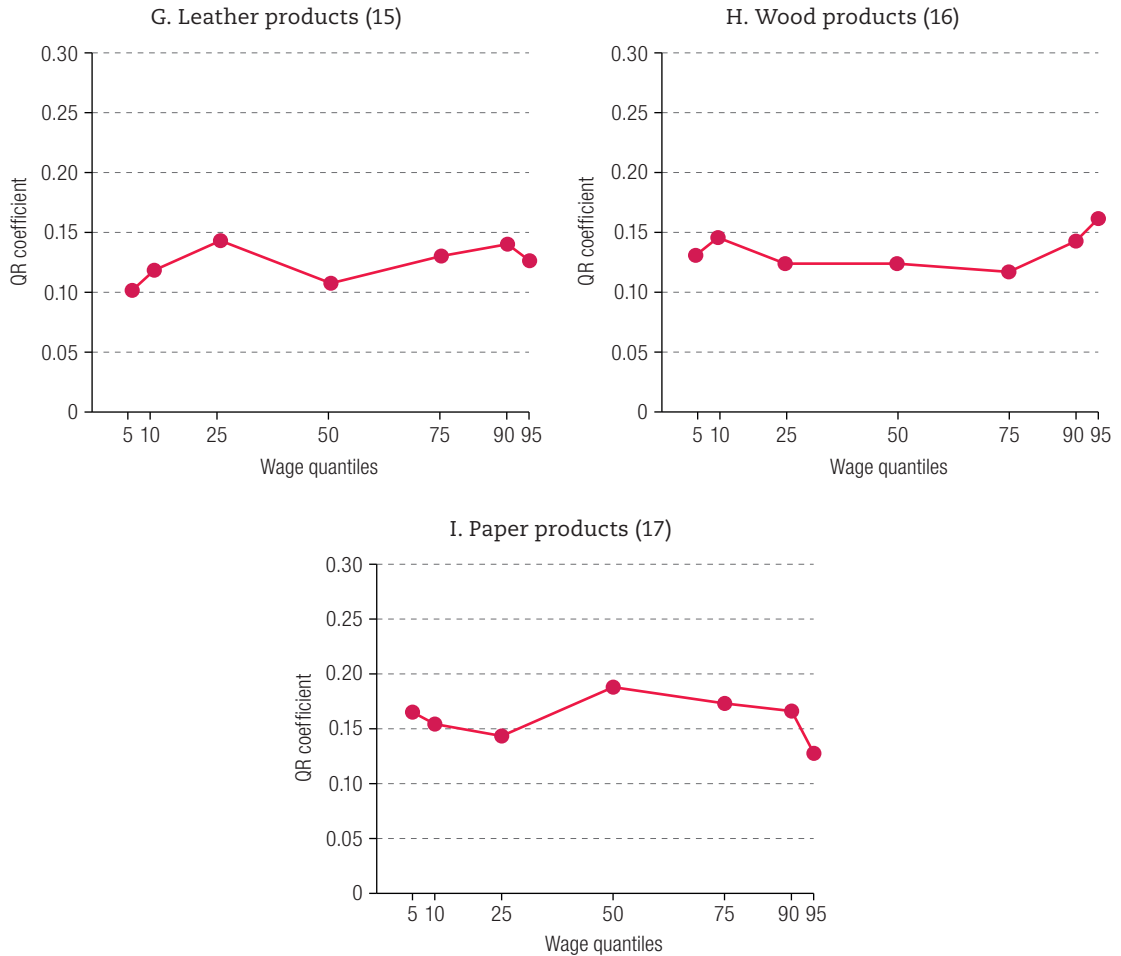 G. Leather products (15)
0.30
0.25
0.20
0.15
0.10
0.05
0
QR coefficient
5 10 25 50 75 90 95
Wage quantiles
H. Wood products (16)
0.30
0.25
0.20
0.15
0.10
0.05
0
QR coefficient
5 10 25 50 75 90 95
Wage quantiles
I. Paper products (17)
0.30
0.25
0.20
0.15
0.10
0.05
0
QR coefficient
5 10 25 50 75 90 95
Wage quantiles